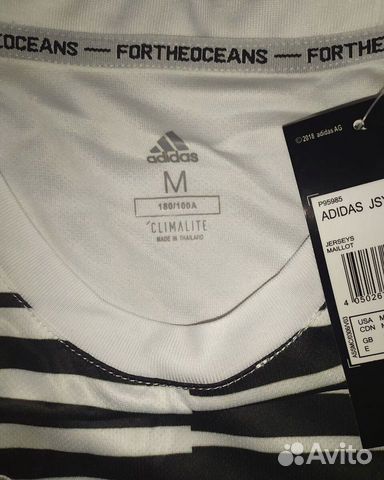 FORTHEOCEANS FORTHEOCEANS
adidas
M
180/100A
CLIMALITE
MADE IN THAILAND
©2018 adidas AG
P95985
ADIDAS JSY
JERSEYS
MAILLOT
4 05026
USA M
CDN
GB
E
Avito